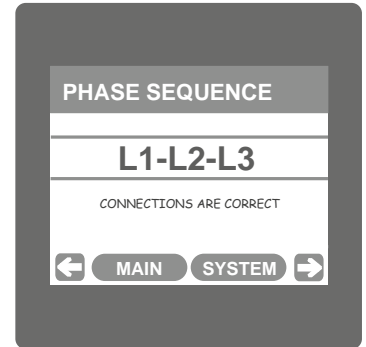 PHASE SEQUENCE
L1-L2-L3
CONNECTIONS ARE CORRECT
MAIN SYSTEM